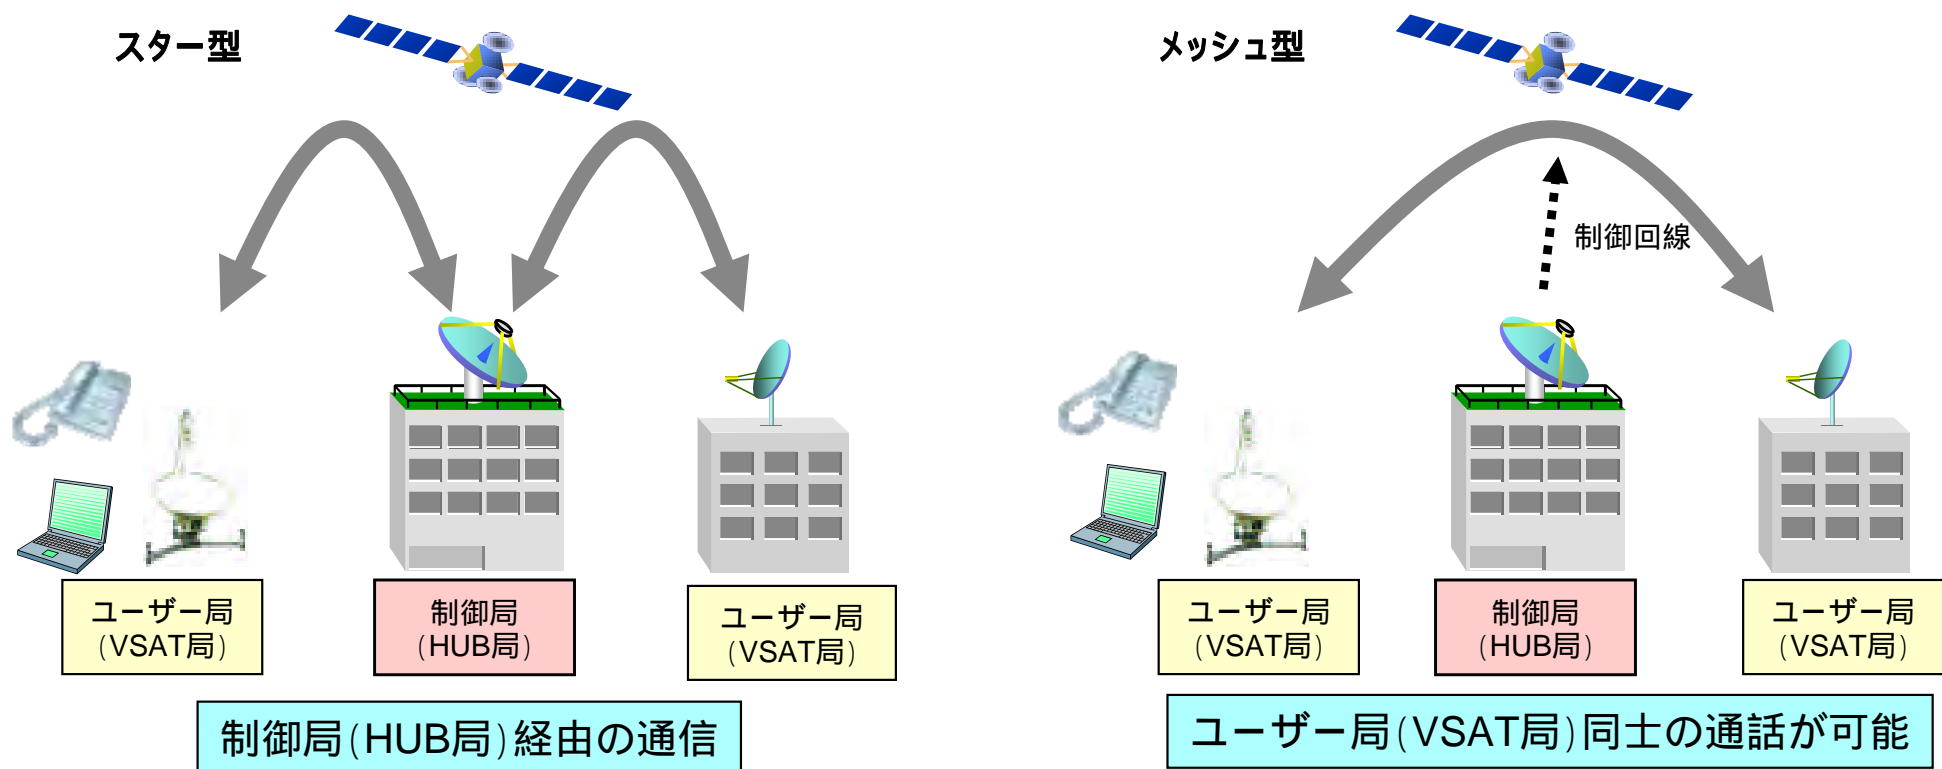 スター型
ユーザー局
(VSAT局)
制御局
(HUB局)
ユーザー局
(VSAT局)
制御局(HUB局)経由の通信
メッシュ型
制御回線
ユーザー局
(VSAT局)
制御局
(HUB局)
ユーザー局
(VSAT局)
ユーザー局(VSAT局)同士の通話が可能